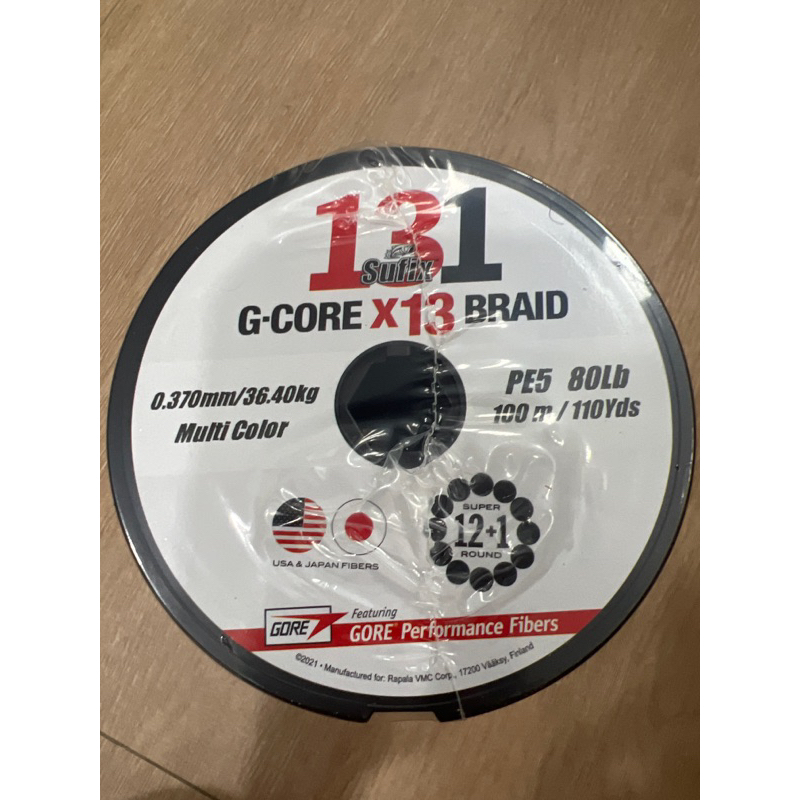 131
Sufix
G-CORE X13 BRAID
0.370mm/36.40kg
Multi Color
PE5 80Lb
100 m / 110Yds
USA & JAPAN FIBERS
SUPER
12+1
ROUND
GORE
Featuring
GORE® Performance Fibers
©2021 • Manufactured for: Rapala VMC Corp., 17200 Vääksy, Finland